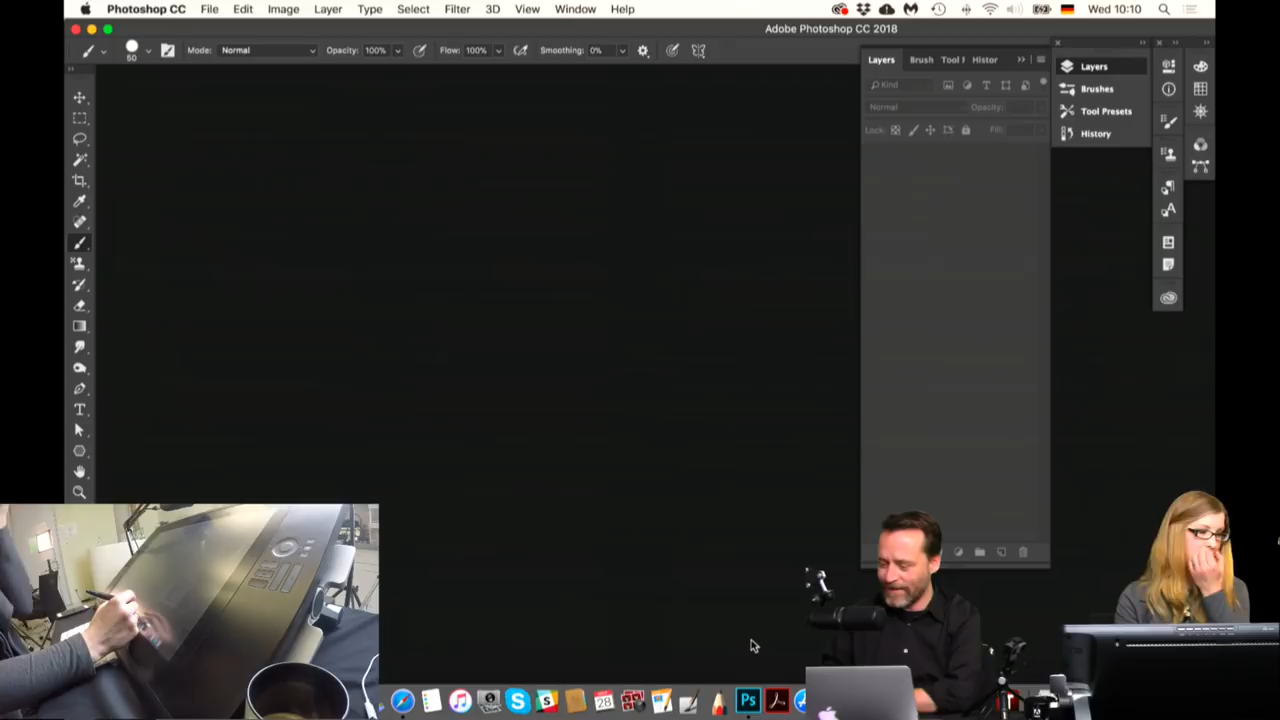 Photoshop CC File Edit Image Layer Type Select Filter 3D View Window Help Wed 10:10
Adobe Photoshop CC 2018
50 Mode: Normal Opacity: 100% Flow: 100% Smoothing: 0%
Layers Brush Tool Histor
Kind
Normal Opacity:
Lock: Fill:
Layers
Brushes
Tool Presets
History
28
Ps